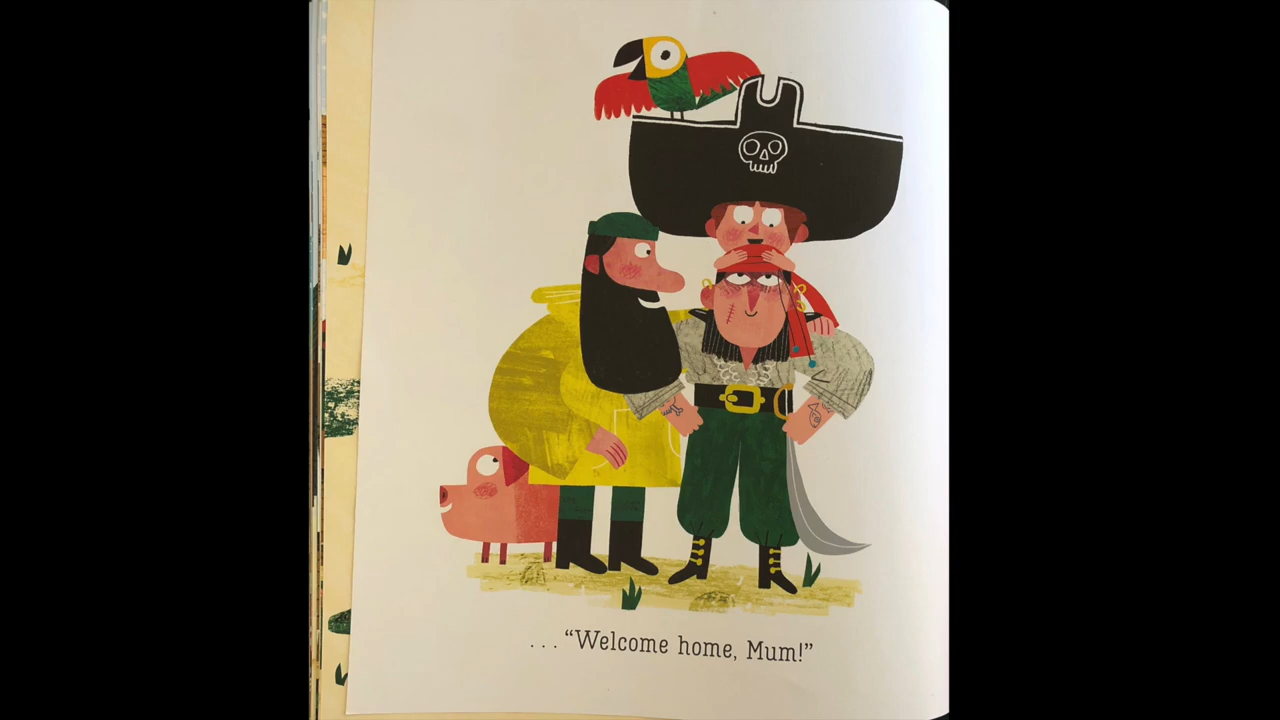 . . . “Welcome home, Mum!”